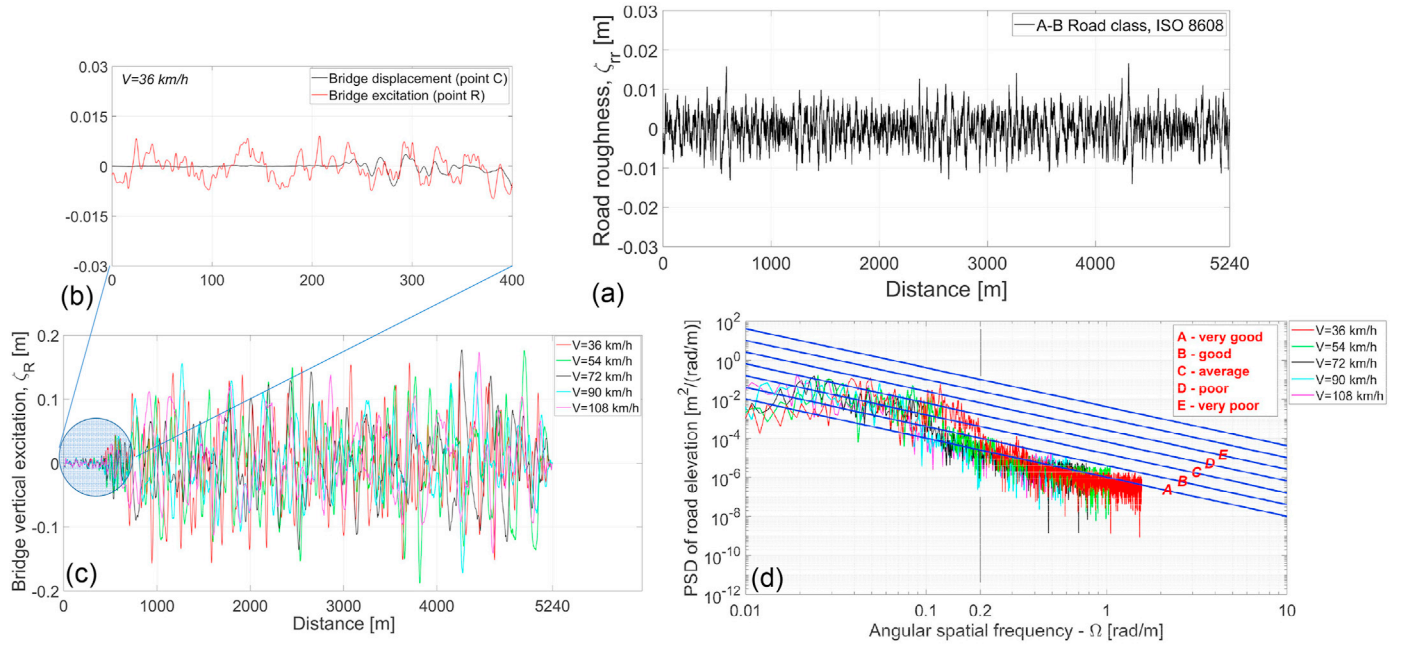 0.03
0.015
0
-0.015
-0.03
V=36 km/h
Bridge displacement (point C)
Bridge excitation (point R)
0 100 200 300 400
(b)
Road roughness, ζrr [m]
0.03
0.02
0.01
0
-0.01
-0.02
-0.03
A-B Road class, ISO 8608
0 1000 2000 3000 4000 5240
Distance [m]
(a)
Bridge vertical excitation, ζR [m]
0.2
0.1
0
-0.1
-0.2
V=36 km/h
V=54 km/h
V=72 km/h
V=90 km/h
V=108 km/h
(c)
0 1000 2000 3000 4000 5240
Distance [m]
PSD of road elevation [m²/(rad/m)]
10²
10⁰
10⁻²
10⁻⁴
10⁻⁶
10⁻⁸
10⁻¹⁰
10⁻¹²
A - very good
B - good
C - average
D - poor
E - very poor
V=36 km/h
V=54 km/h
V=72 km/h
V=90 km/h
V=108 km/h
E
D
C
B
A
(d)
0.01 0.1 0.2 1 10
Angular spatial frequency - Ω [rad/m]